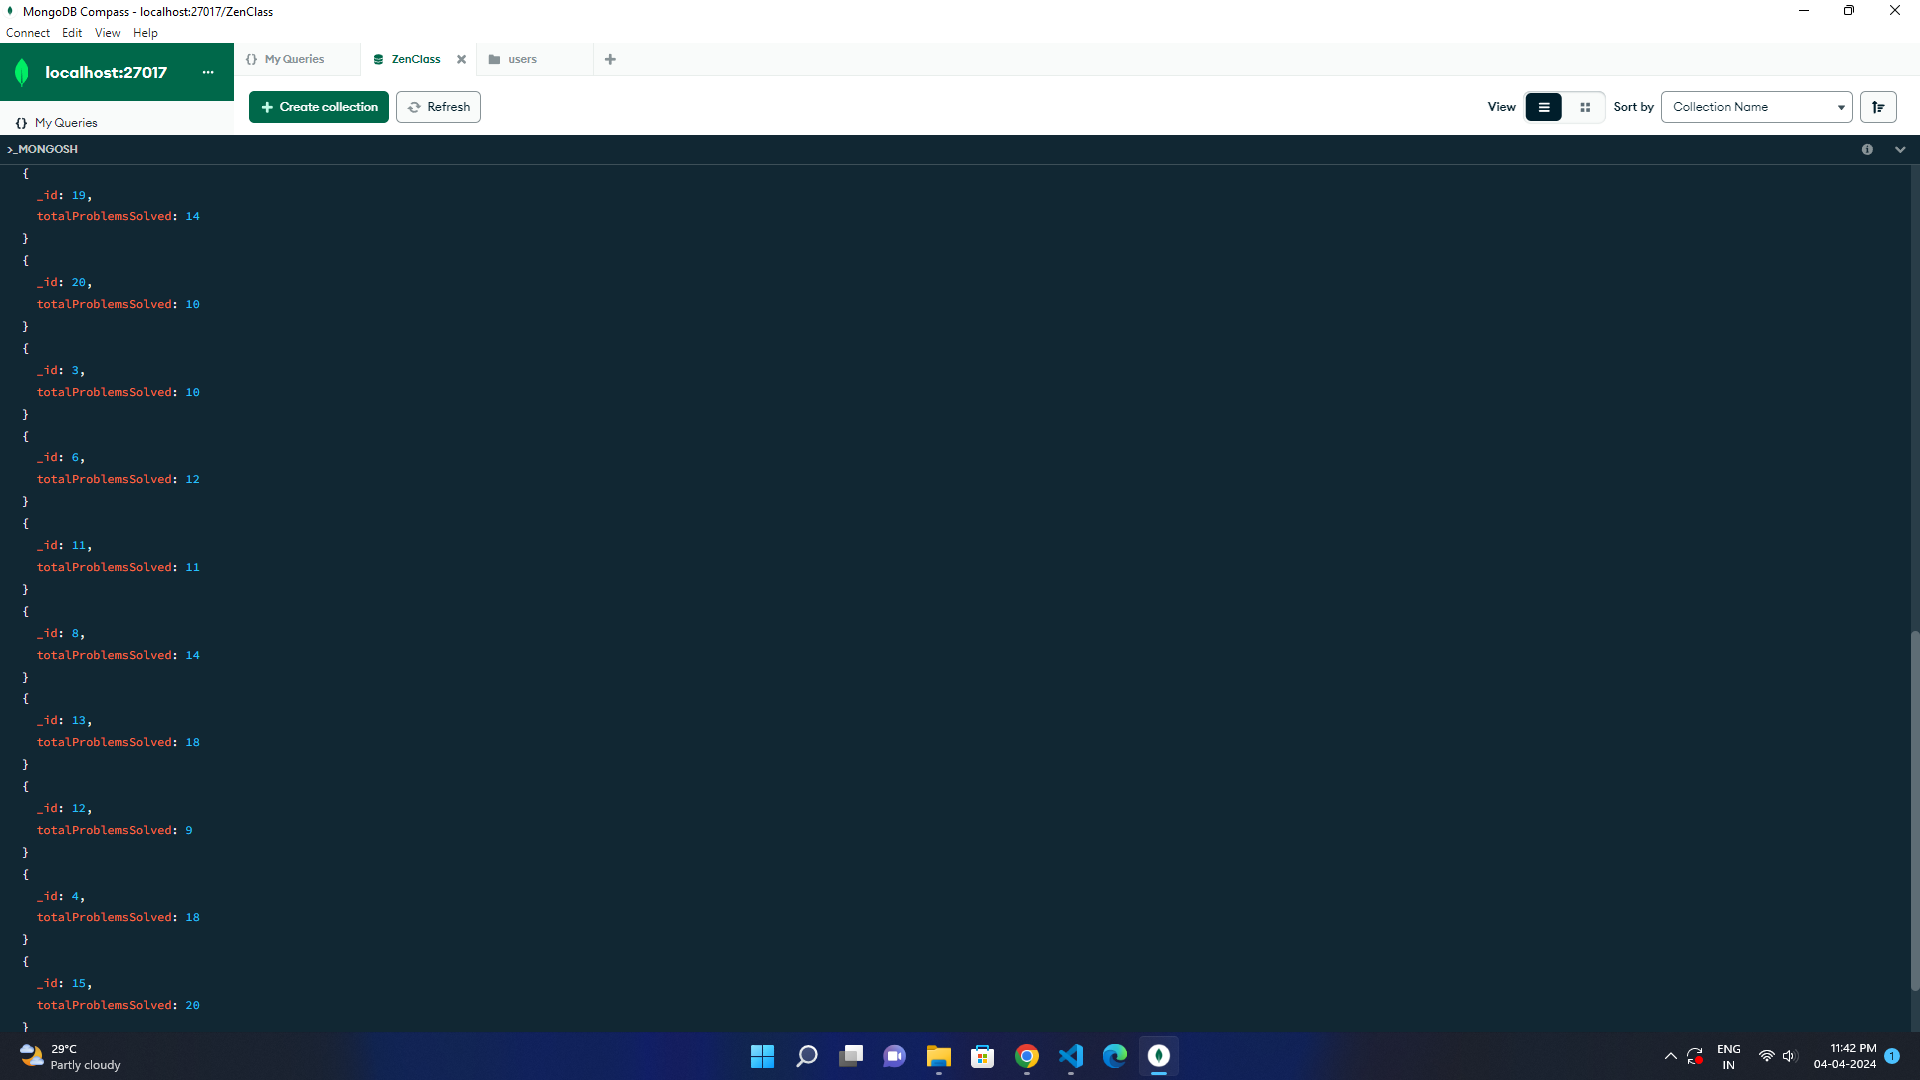 MongoDB Compass - localhost:27017/ZenClass
Connect Edit View Help
localhost:27017 ...
{} My Queries
ZenClass
users
+ Create collection
Refresh
View
Sort by
Collection Name
{} My Queries
>_MONGOSH
{
_id: 19,
totalProblemsSolved: 14
}
{
_id: 20,
totalProblemsSolved: 10
}
{
_id: 3,
totalProblemsSolved: 10
}
{
_id: 6,
totalProblemsSolved: 12
}
{
_id: 11,
totalProblemsSolved: 11
}
{
_id: 8,
totalProblemsSolved: 14
}
{
_id: 13,
totalProblemsSolved: 18
}
{
_id: 12,
totalProblemsSolved: 9
}
{
_id: 4,
totalProblemsSolved: 18
}
{
_id: 15,
totalProblemsSolved: 20
}
29°C
Partly cloudy
ENG
IN
11:42 PM
04-04-2024
1